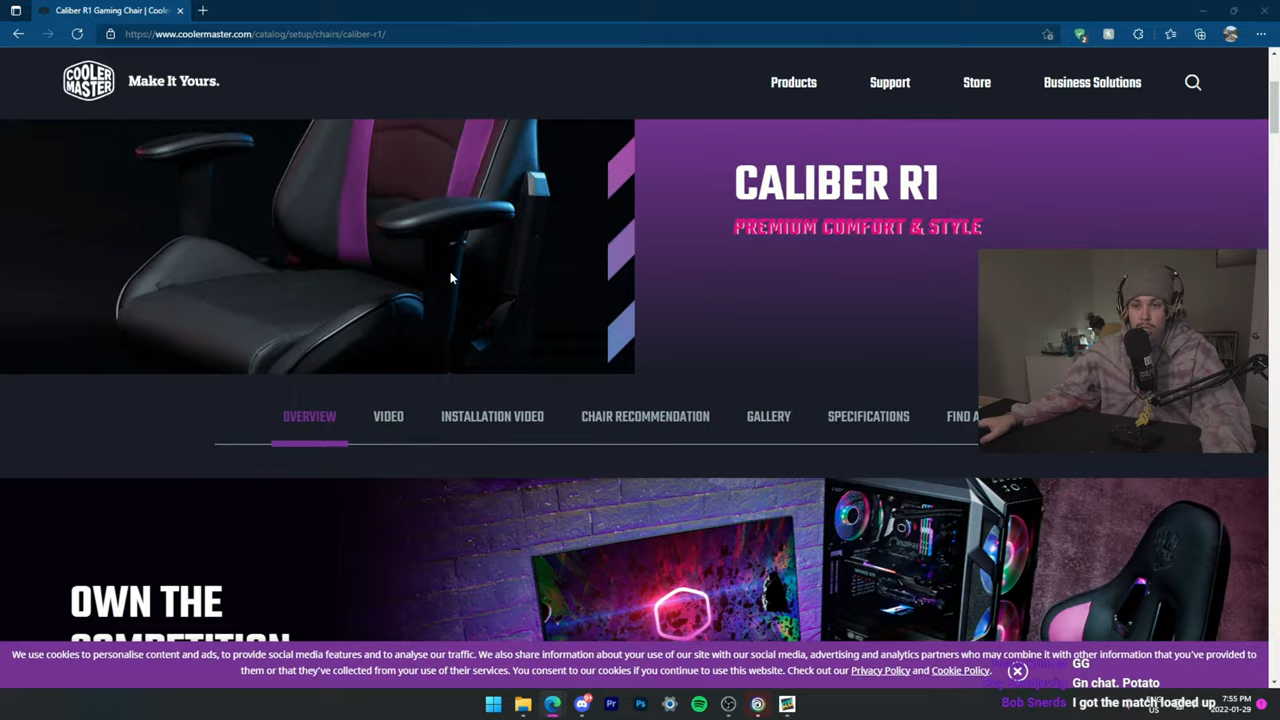 Caliber R1 Gaming Chair | Coole
https://www.coolermaster.com/catalog/setup/chairs/caliber-r1/
COOLER MASTER
Make It Yours.
Products
Support
Store
Business Solutions
CALIBER R1
PREMIUM COMFORT & STYLE
OVERVIEW
VIDEO
INSTALLATION VIDEO
CHAIR RECOMMENDATION
GALLERY
SPECIFICATIONS
FIND A
OWN THE
COMPETITION
We use cookies to personalise content and ads, to provide social media features and to analyse our traffic. We also share information about your use of our site with our social media, advertising and analytics partners who may combine it with other information that you've provided to
them or that they've collected from your use of their services. You consent to our cookies if you continue to use this website. Check out our Privacy Policy and Cookie Policy.
GG
Gn chat. Potato
Bob Snerds I got the match loaded up
ENG
US
7:55 PM
2022-01-29